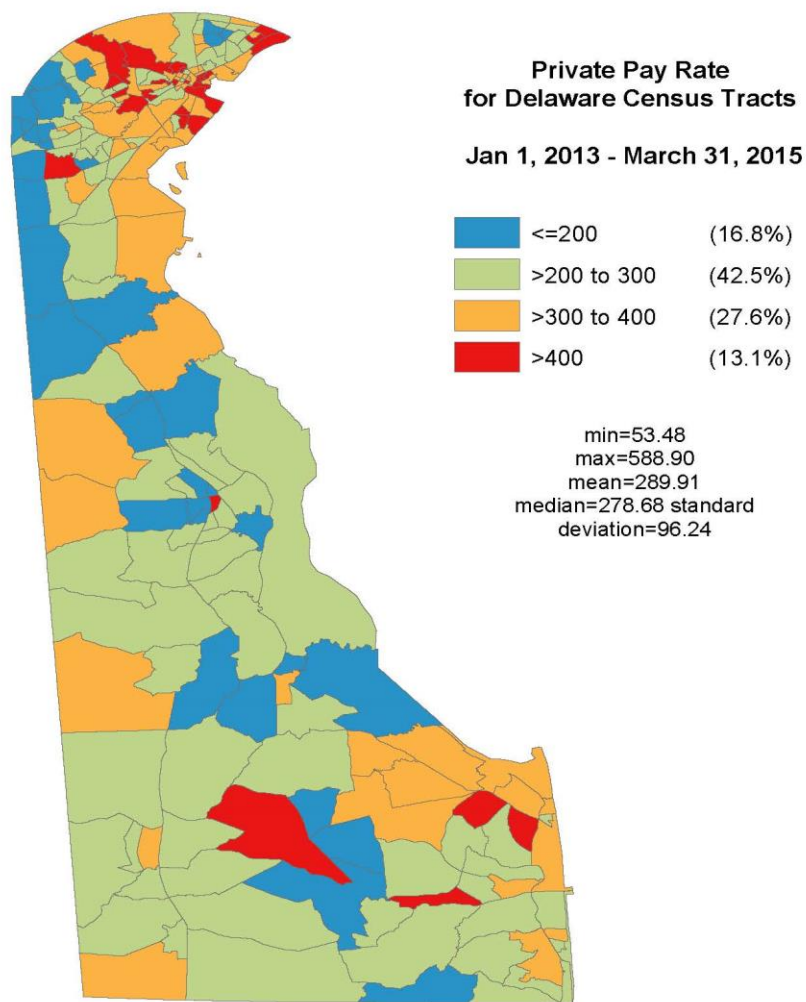 Private Pay Rate
for Delaware Census Tracts
Jan 1, 2013 - March 31, 2015
<=200 (16.8%)
>200 to 300 (42.5%)
>300 to 400 (27.6%)
>400 (13.1%)
min=53.48
max=588.90
mean=289.91
median=278.68 standard
deviation=96.24